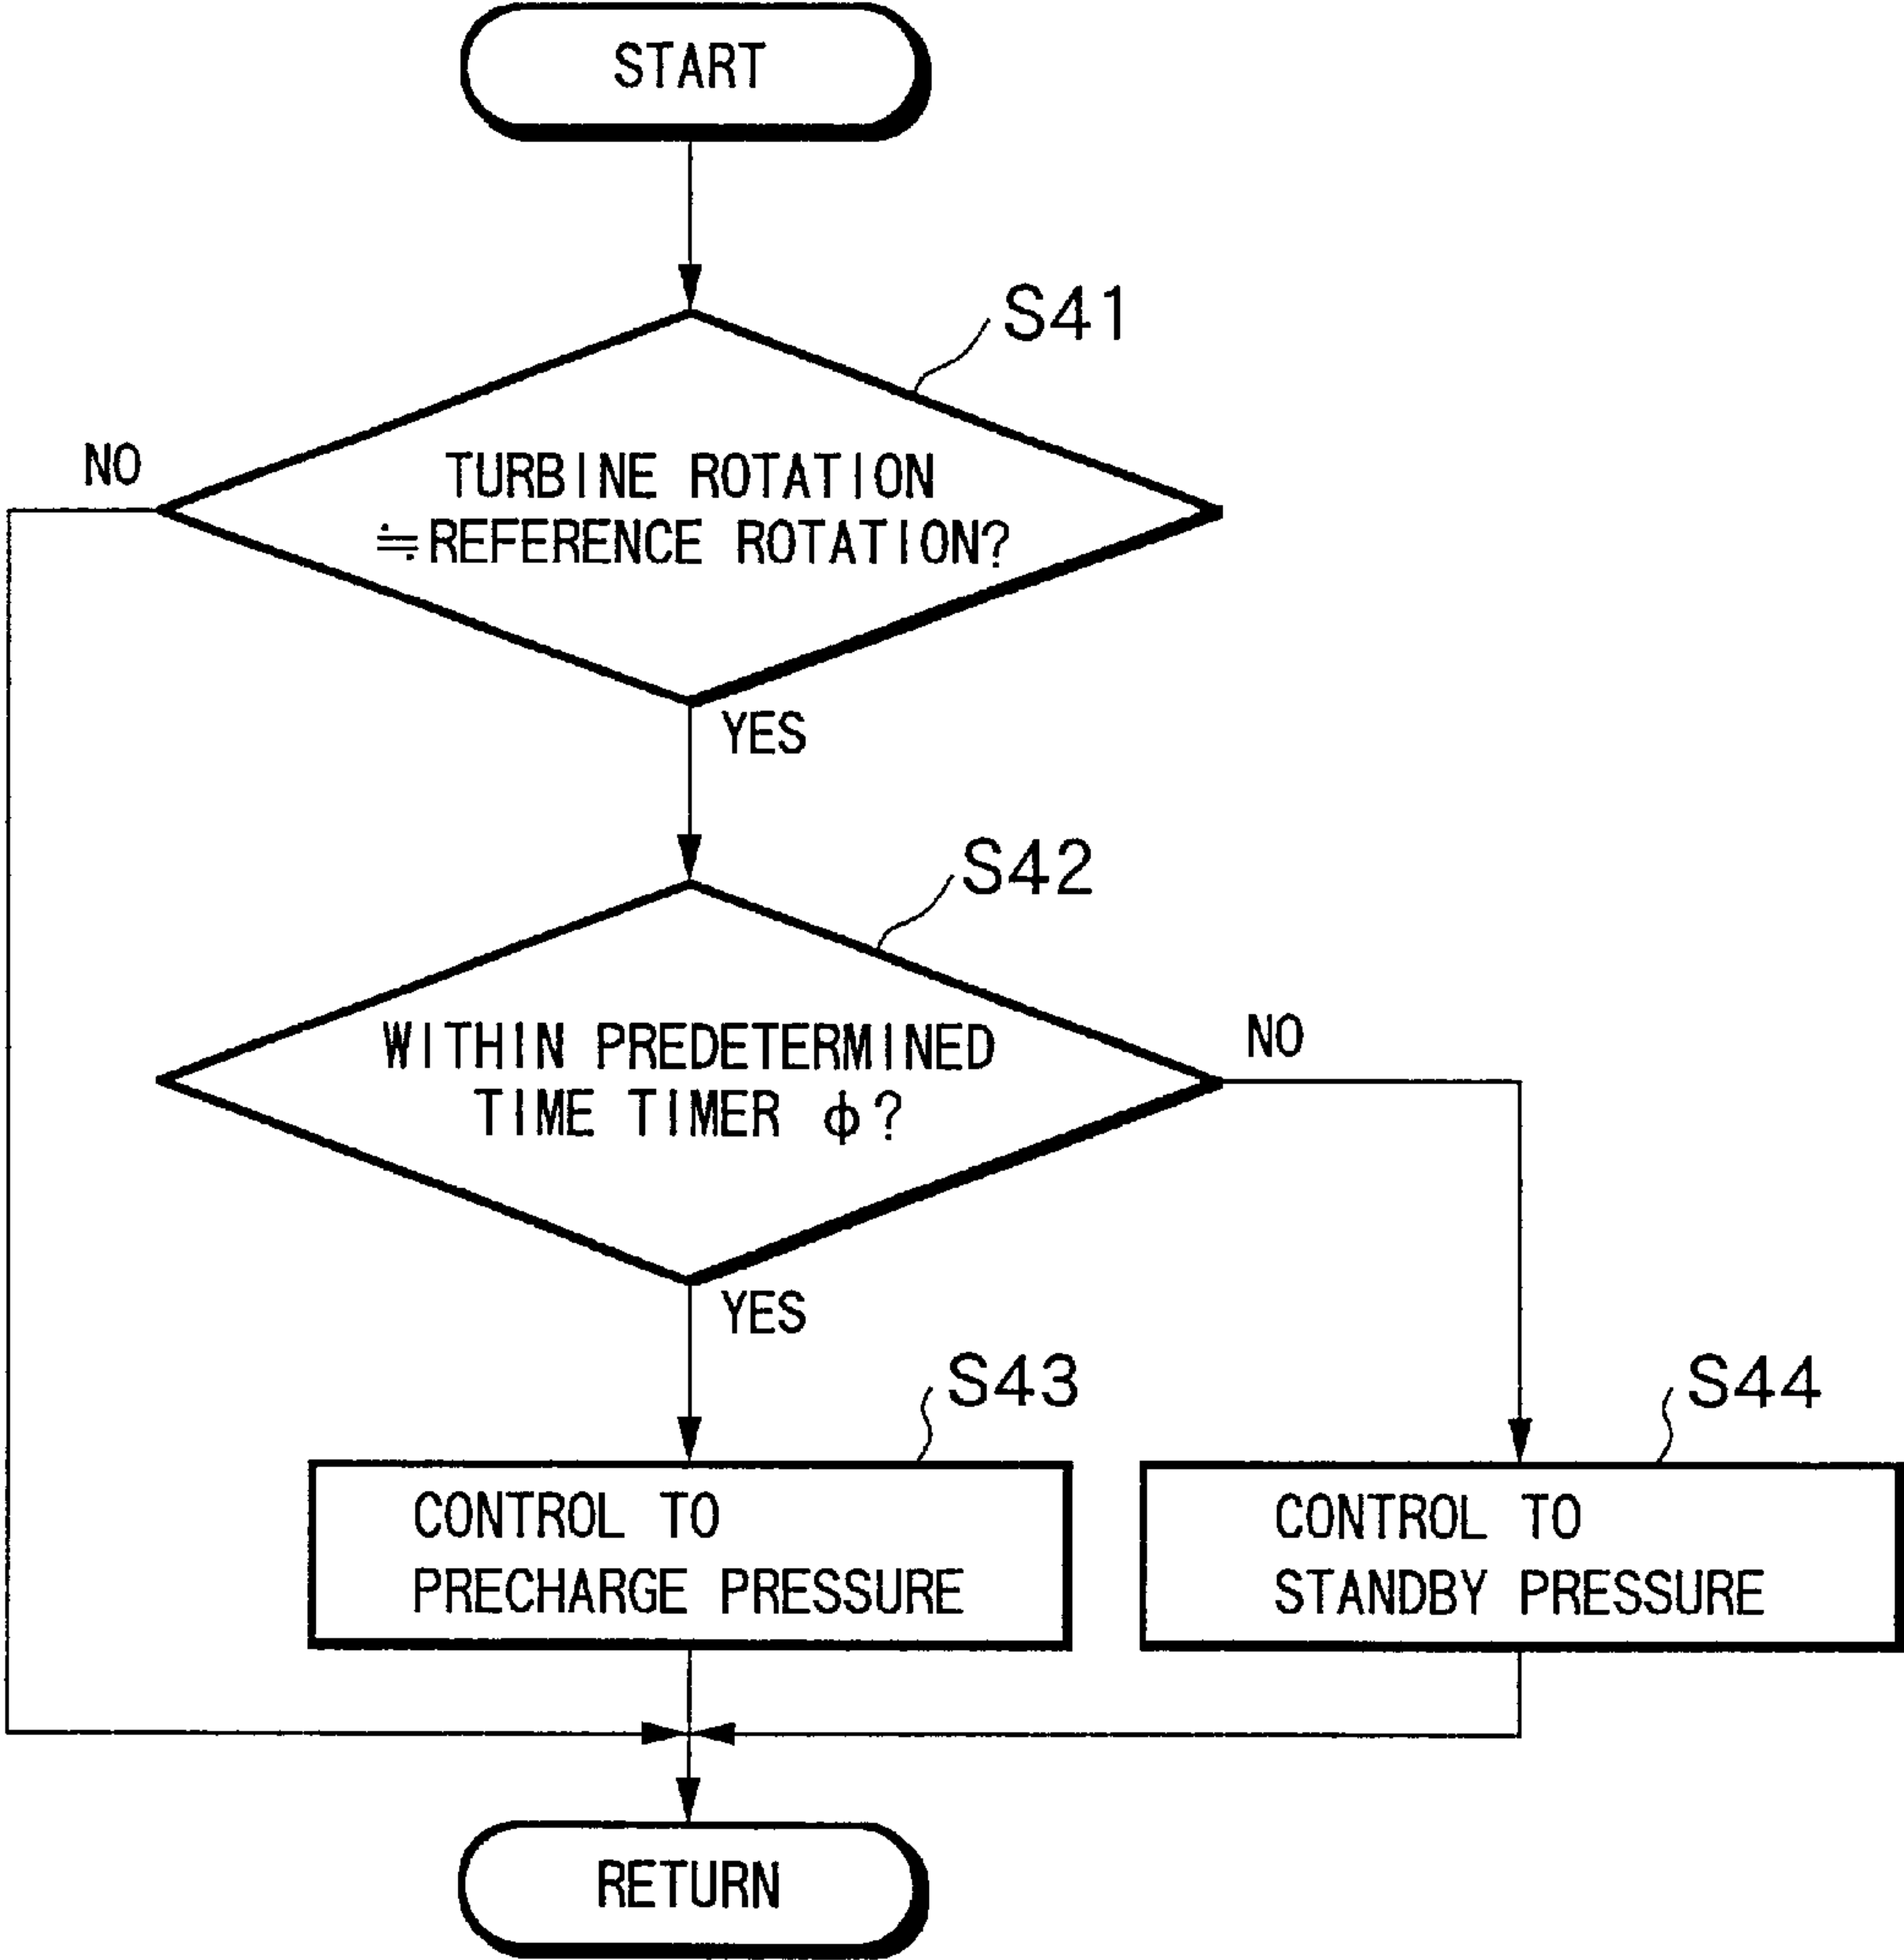 START
S41
NO
TURBINE ROTATION
≒REFERENCE ROTATION?
YES
S42
WITHIN PREDETERMINED
TIME TIMER ϕ?
NO
YES
S43
S44
CONTROL TO
PRECHARGE PRESSURE
CONTROL TO
STANDBY PRESSURE
RETURN